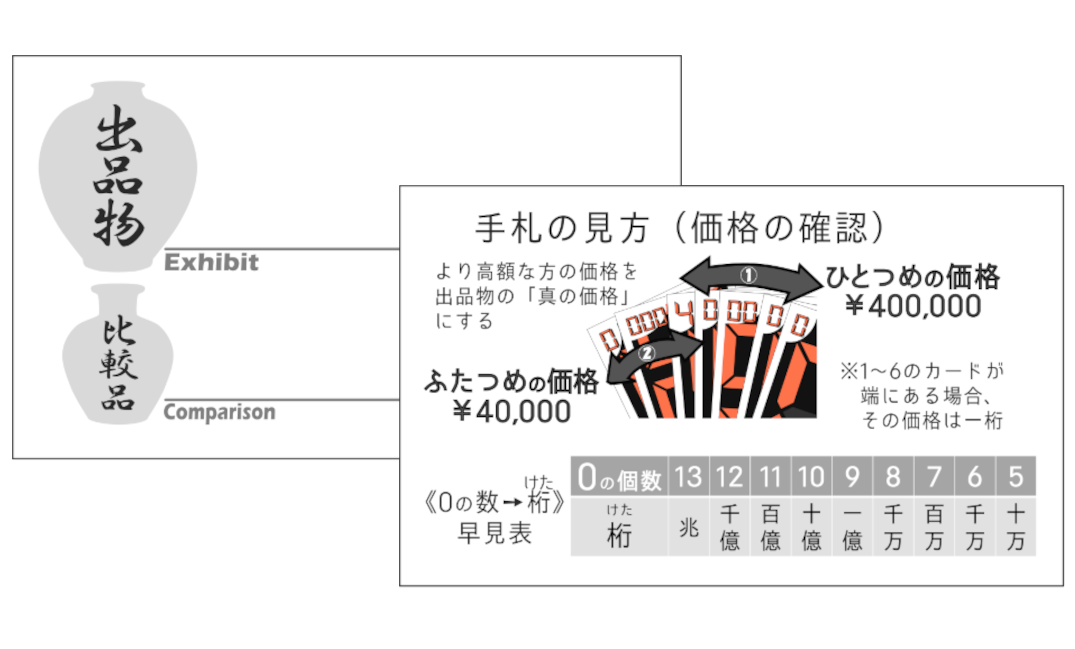 出品物
Exhibit
比較品
Comparison
手札の見方（価格の確認）
より高額な方の価格を
出品物の「真の価格」
にする
①
ひとつめの価格
￥400,000
0 000 4 0 00 0 0
②
ふたつめの価格
￥40,000
※1～6のカードが
端にある場合、
その価格は一桁
《0の数→桁》
けた
早見表
0の個数 13 12 11 10 9 8 7 6 5
けた
桁 兆 千億 百億 十億 一億 千万 百万 千万 十万